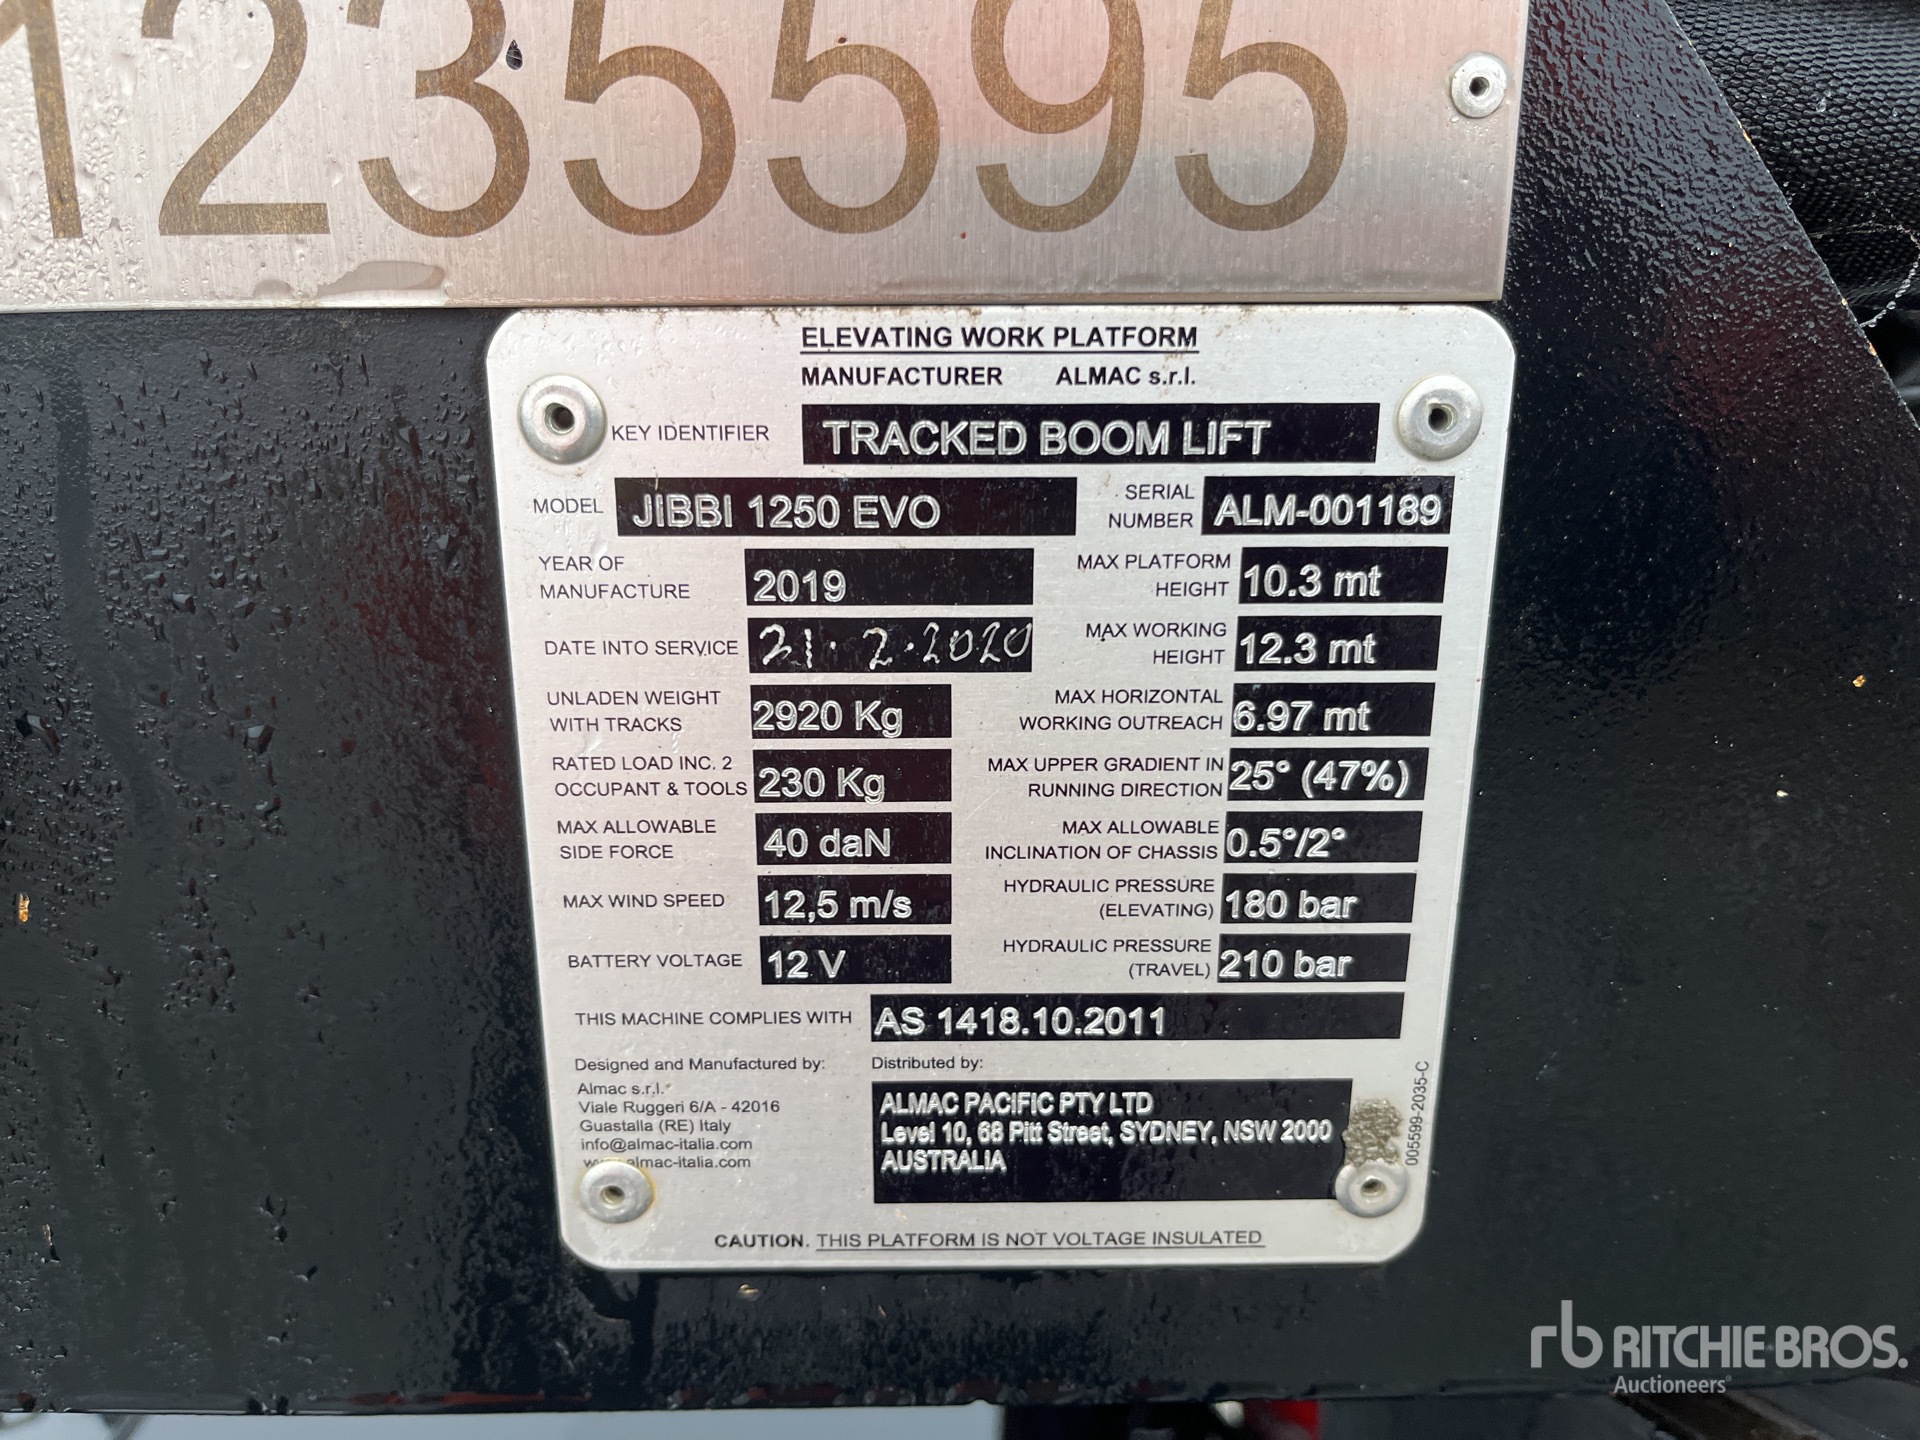 1235595
ELEVATING WORK PLATFORM
MANUFACTURER ALMAC s.r.l.
KEY IDENTIFIER TRACKED BOOM LIFT
MODEL JIBBI 1250 EVO
SERIAL NUMBER ALM-001189
YEAR OF MANUFACTURE 2019
MAX PLATFORM HEIGHT 10.3 mt
DATE INTO SERVICE 21.2.2020
MAX WORKING HEIGHT 12.3 mt
UNLADEN WEIGHT WITH TRACKS 2920 Kg
MAX HORIZONTAL WORKING OUTREACH 6.97 mt
RATED LOAD INC. 2 OCCUPANT & TOOLS 230 Kg
MAX UPPER GRADIENT IN RUNNING DIRECTION 25° (47%)
MAX ALLOWABLE SIDE FORCE 40 daN
MAX ALLOWABLE INCLINATION OF CHASSIS 0.5°/2°
MAX WIND SPEED 12,5 m/s
HYDRAULIC PRESSURE (ELEVATING) 180 bar
BATTERY VOLTAGE 12 V
HYDRAULIC PRESSURE (TRAVEL) 210 bar
THIS MACHINE COMPLIES WITH AS 1418.10.2011
Designed and Manufactured by:
Almac s.r.l.
Viale Ruggeri 6/A - 42016
Guastalla (RE) Italy
info@almac-italia.com
Distributed by:
ALMAC PACIFIC PTY LTD
Level 10, 68 Pitt Street, SYDNEY, NSW 2000
AUSTRALIA
005599-2035-C
CAUTION. THIS PLATFORM IS NOT VOLTAGE INSULATED
rb RITCHIE BROS.
Auctioneers